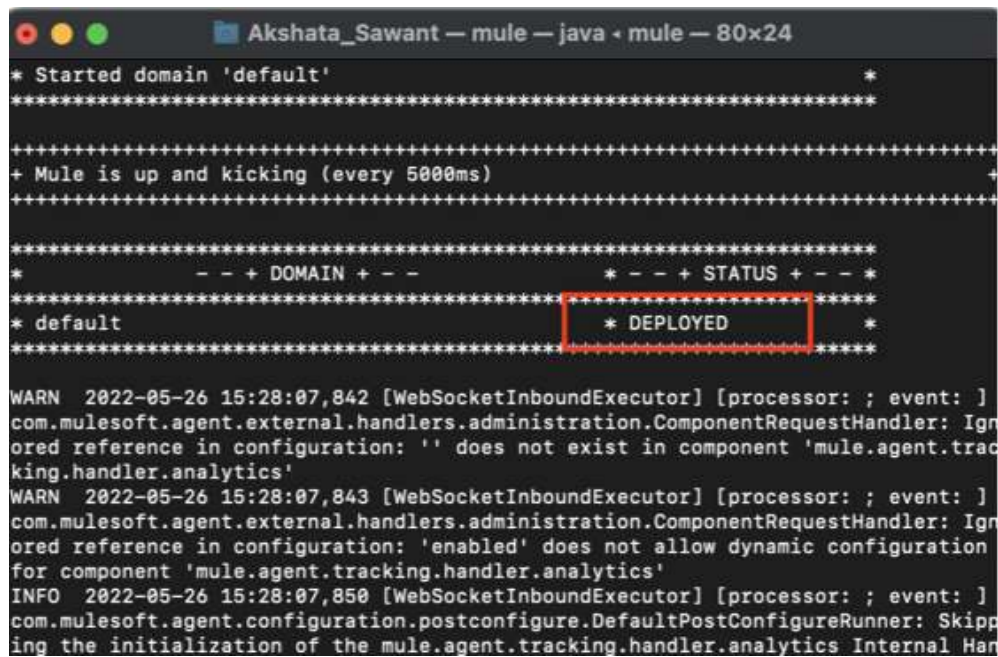 Akshata_Sawant — mule — java ◂ mule — 80×24
* Started domain 'default' *
**********************************************************************
++++++++++++++++++++++++++++++++++++++++++++++++++++++++++++++++++++++++++++++++
+ Mule is up and kicking (every 5000ms) +
++++++++++++++++++++++++++++++++++++++++++++++++++++++++++++++++++++++++++++++++
**********************************************************************
* - - + DOMAIN + - - * - - + STATUS + - - *
**********************************************************************
* default * DEPLOYED *
**********************************************************************
WARN  2022-05-26 15:28:07,842 [WebSocketInboundExecutor] [processor: ; event: ]
com.mulesoft.agent.external.handlers.administration.ComponentRequestHandler: Ign
ored reference in configuration: '' does not exist in component 'mule.agent.trac
king.handler.analytics'
WARN  2022-05-26 15:28:07,843 [WebSocketInboundExecutor] [processor: ; event: ]
com.mulesoft.agent.external.handlers.administration.ComponentRequestHandler: Ign
ored reference in configuration: 'enabled' does not allow dynamic configuration
for component 'mule.agent.tracking.handler.analytics'
INFO  2022-05-26 15:28:07,850 [WebSocketInboundExecutor] [processor: ; event: ]
com.mulesoft.agent.configuration.postconfigure.DefaultPostConfigureRunner: Skipp
ing the initialization of the mule.agent.tracking.handler.analytics Internal Han